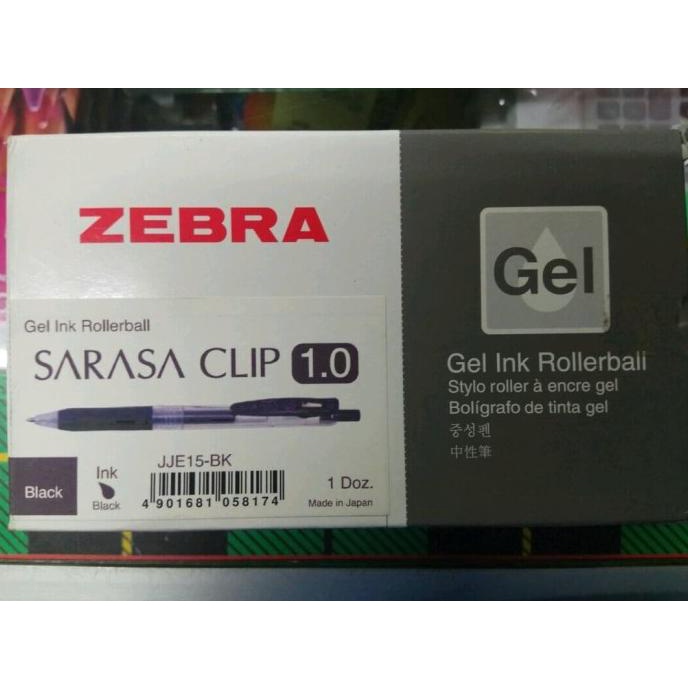 ZEBRA
Gel Ink Rollerball
SARASA CLIP 1.0
Black
Ink
Black
JJE15-BK
4 901681 058174
1 Doz.
Made in Japan
Gel
Gel Ink Rollerball
Stylo roller à encre gel
Bolígrafo de tinta gel
중성펜
中性筆